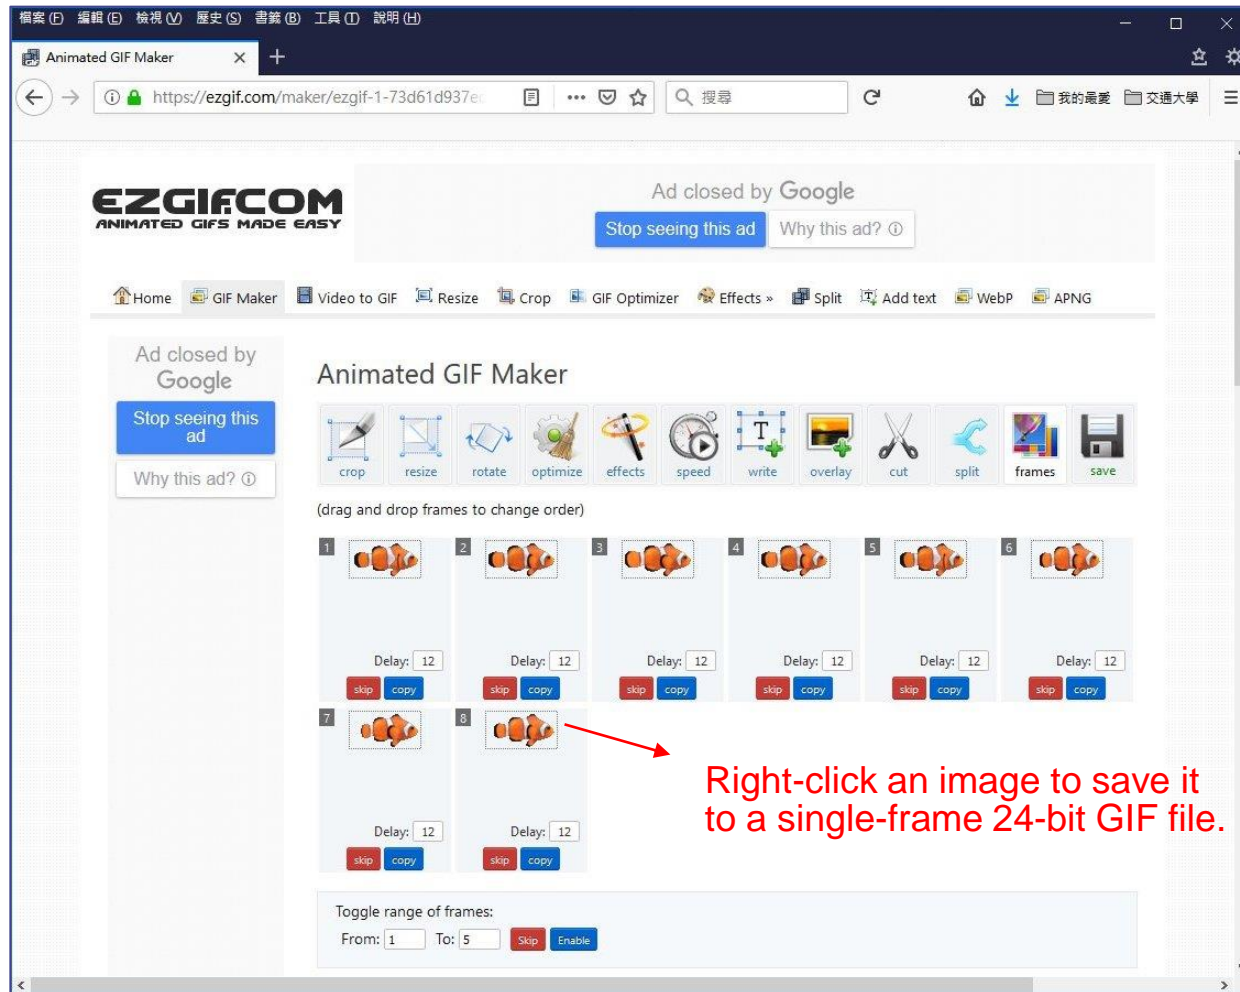 檔案(F) 編輯(E) 檢視(V) 歷史(S) 書籤(B) 工具(T) 說明(H)
Animated GIF Maker
https://ezgif.com/maker/ezgif-1-73d61d937e
搜尋
我的最愛 交通大學
EZGIF.COM
ANIMATED GIFS MADE EASY
Ad closed by Google
Stop seeing this ad Why this ad?
Home GIF Maker Video to GIF Resize Crop GIF Optimizer Effects » Split Add text WebP APNG
Ad closed by
Google
Stop seeing this
ad
Why this ad?
Animated GIF Maker
crop resize rotate optimize effects speed write overlay cut split frames save
(drag and drop frames to change order)
1 2 3 4 5 6
Delay: 12 Delay: 12 Delay: 12 Delay: 12 Delay: 12 Delay: 12
skip copy skip copy skip copy skip copy skip copy skip copy
7 8
Right-click an image to save it
to a single-frame 24-bit GIF file.
Delay: 12 Delay: 12
skip copy skip copy
Toggle range of frames:
From: 1 To: 5 Skip Enable